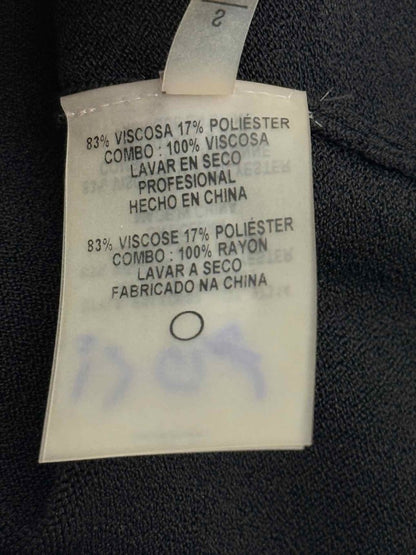 S
83% VISCOSA 17% POLIÉSTER
COMBO : 100% VISCOSA
LAVAR EN SECO
PROFESIONAL
HECHO EN CHINA
83% VISCOSE 17% POLIÉSTER
COMBO : 100% RAYON
LAVAR A SECO
FABRICADO NA CHINA